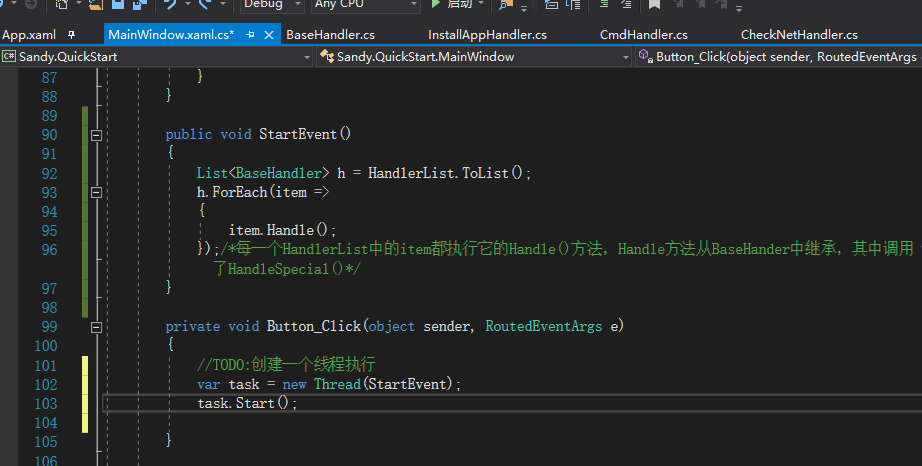 Debug
Any CPU
启动
App.xaml
MainWindow.xaml.cs*
BaseHandler.cs
InstallAppHandler.cs
CmdHandler.cs
CheckNetHandler.cs
C# Sandy.QuickStart
Sandy.QuickStart.MainWindow
Button_Click(object sender, RoutedEventArgs
87 }
88 }
89
90 public void StartEvent()
91 {
92 List<BaseHandler> h = HandlerList.ToList();
93 h.ForEach(item =>
94 {
95 item.Handle();
96 });/*每一个HandlerList中的item都执行它的Handle()方法，Handle方法从BaseHander中继承，其中调用
了HandleSpecial()*/
97 }
98
99 private void Button_Click(object sender, RoutedEventArgs e)
100 {
101 //TODO:创建一个线程执行
102 var task = new Thread(StartEvent);
103 task.Start();
104
105 }
106